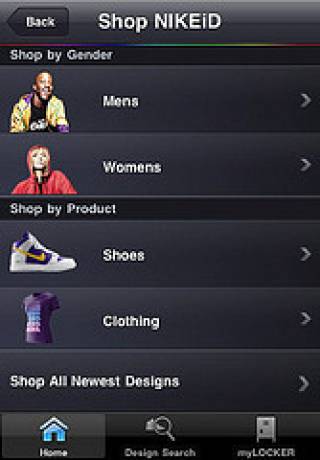 Back
Shop NIKEiD
Shop by Gender
Mens
Womens
Shop by Product
Shoes
Clothing
Shop All Newest Designs
Home
Design Search
myLOCKER